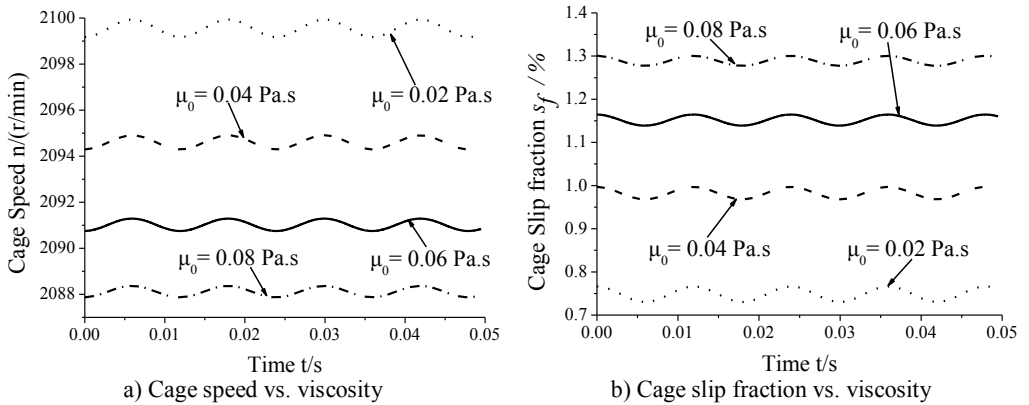 2100
2098
2096
2094
2092
2090
2088
Cage Speed n/(r/min)
μ0= 0.02 Pa.s
μ0= 0.04 Pa.s
μ0= 0.06 Pa.s
μ0= 0.08 Pa.s
0.00 0.01 0.02 0.03 0.04 0.05
Time t/s
a) Cage speed vs. viscosity
1.4
1.3
1.2
1.1
1.0
0.9
0.8
0.7
Cage Slip fraction sf / %
μ0= 0.08 Pa.s
μ0= 0.06 Pa.s
μ0= 0.04 Pa.s
μ0= 0.02 Pa.s
0.00 0.01 0.02 0.03 0.04 0.05
Time t/s
b) Cage slip fraction vs. viscosity